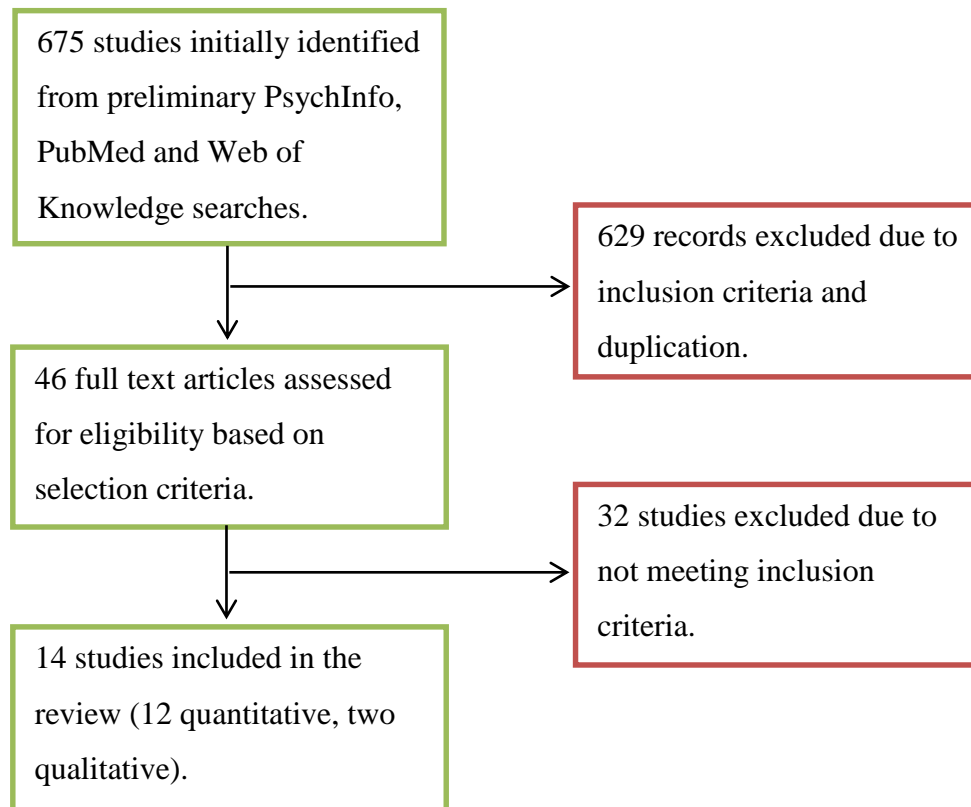 675 studies initially identified
from preliminary PsychInfo,
PubMed and Web of
Knowledge searches.
629 records excluded due to
inclusion criteria and
duplication.
46 full text articles assessed
for eligibility based on
selection criteria.
32 studies excluded due to
not meeting inclusion
criteria.
14 studies included in the
review (12 quantitative, two
qualitative).